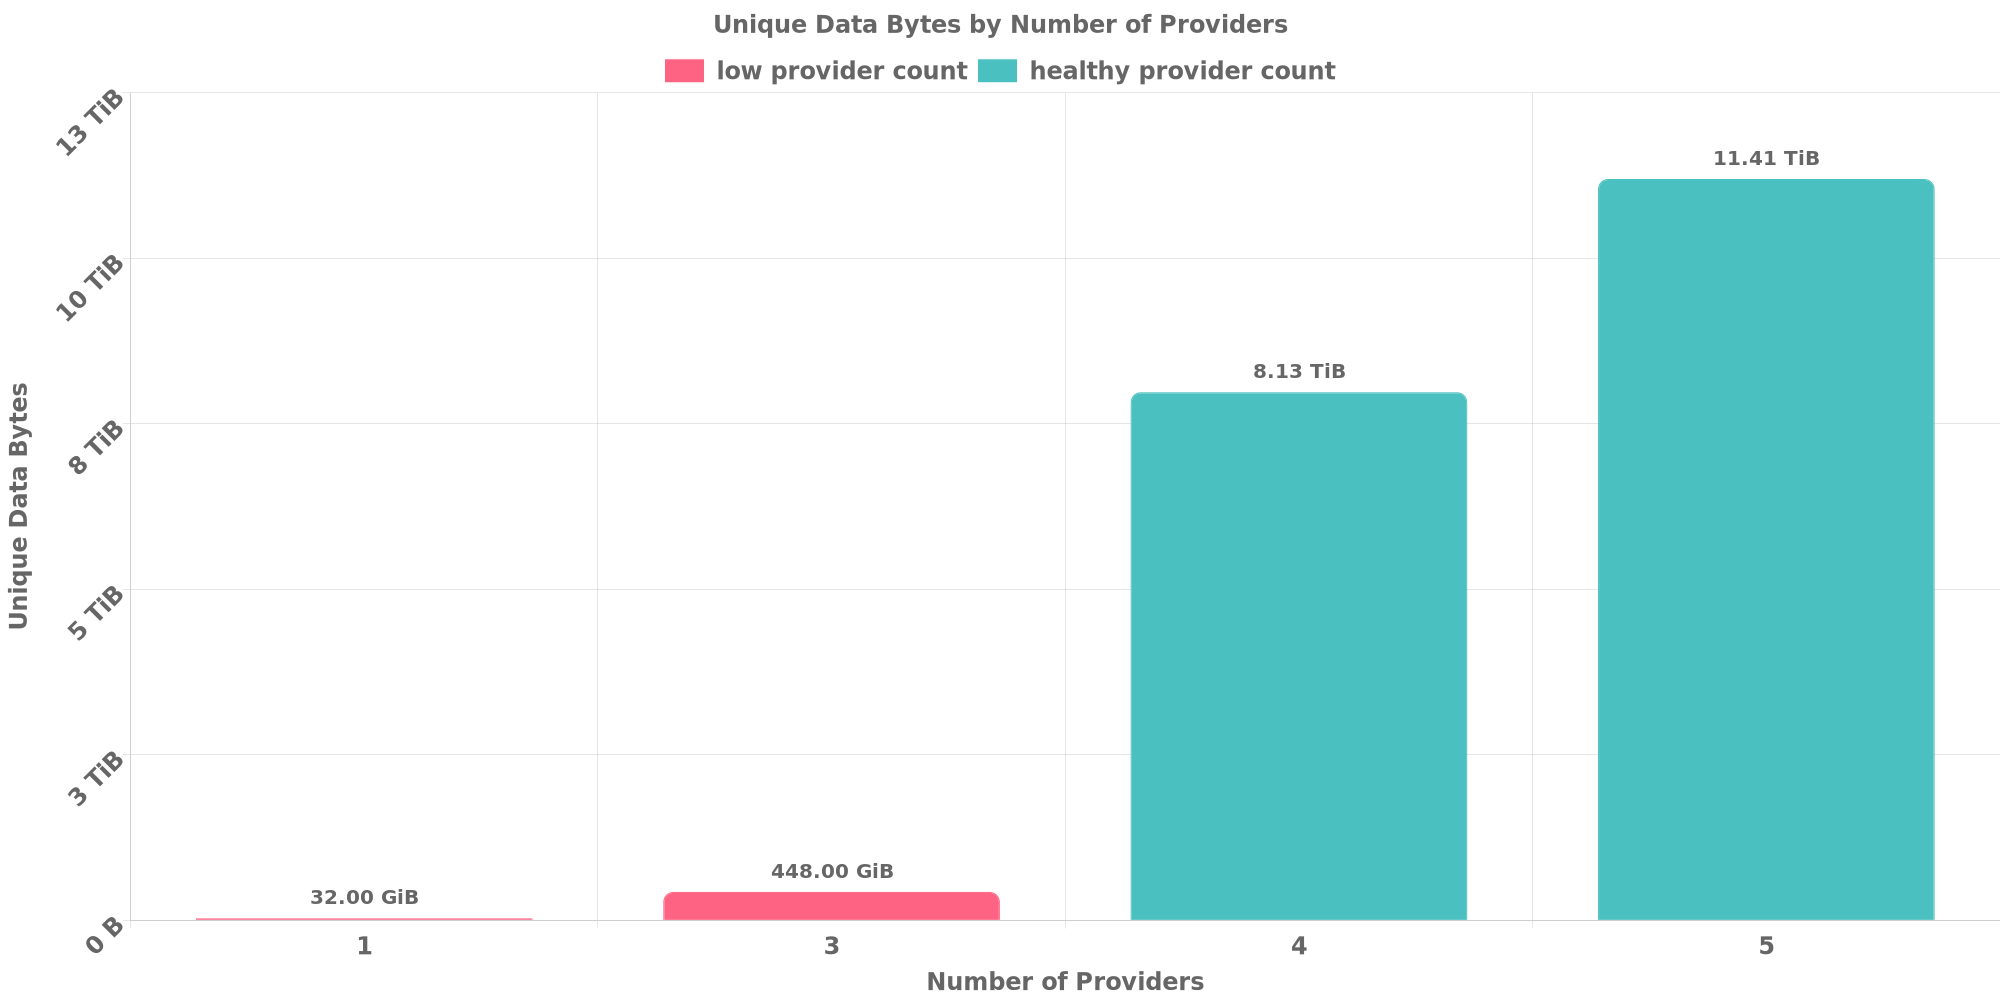 Unique Data Bytes by Number of Providers
low provider count healthy provider count
13 TiB
10 TiB
8 TiB
5 TiB
3 TiB
0 B
Unique Data Bytes
32.00 GiB
448.00 GiB
8.13 TiB
11.41 TiB
1 3 4 5
Number of Providers